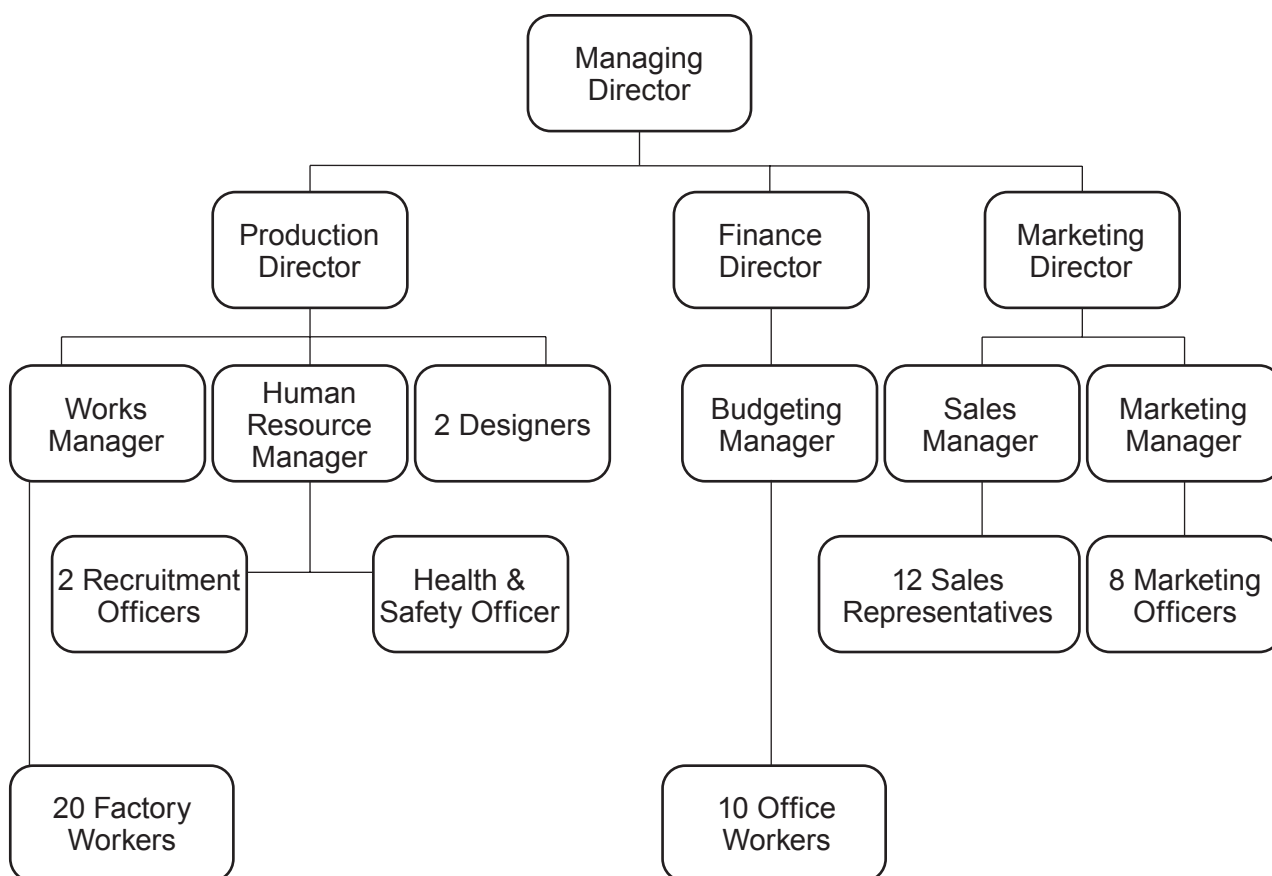 Managing
Director
Production
Director
Finance
Director
Marketing
Director
Works
Manager
Human
Resource
Manager
2 Designers
Budgeting
Manager
Sales
Manager
Marketing
Manager
2 Recruitment
Officers
Health &
Safety Officer
12 Sales
Representatives
8 Marketing
Officers
20 Factory
Workers
10 Office
Workers